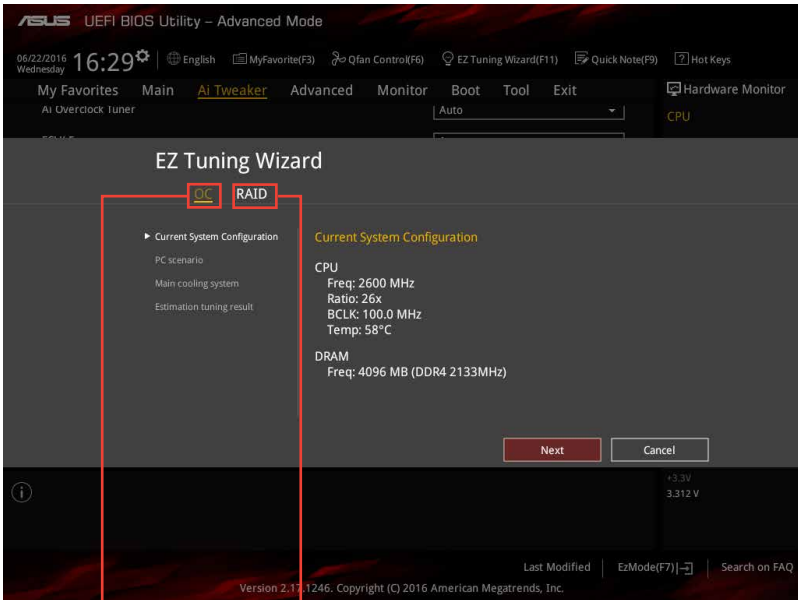 ASUS UEFI BIOS Utility – Advanced Mode
06/22/2016 Wednesday 16:29 English MyFavorite(F3) Qfan Control(F6) EZ Tuning Wizard(F11) Quick Note(F9) ? Hot Keys
My Favorites Main Ai Tweaker Advanced Monitor Boot Tool Exit Hardware Monitor
Ai Overclock Tuner Auto
CPU
EZ Tuning Wizard
OC RAID
Current System Configuration
PC scenario
Main cooling system
Estimation tuning result
Current System Configuration
CPU
Freq: 2600 MHz
Ratio: 26x
BCLK: 100.0 MHz
Temp: 58°C
DRAM
Freq: 4096 MB (DDR4 2133MHz)
Next Cancel
+3.3V
3.312 V
Last Modified EzMode(F7) Search on FAQ
Version 2.17.1246. Copyright (C) 2016 American Megatrends, Inc.